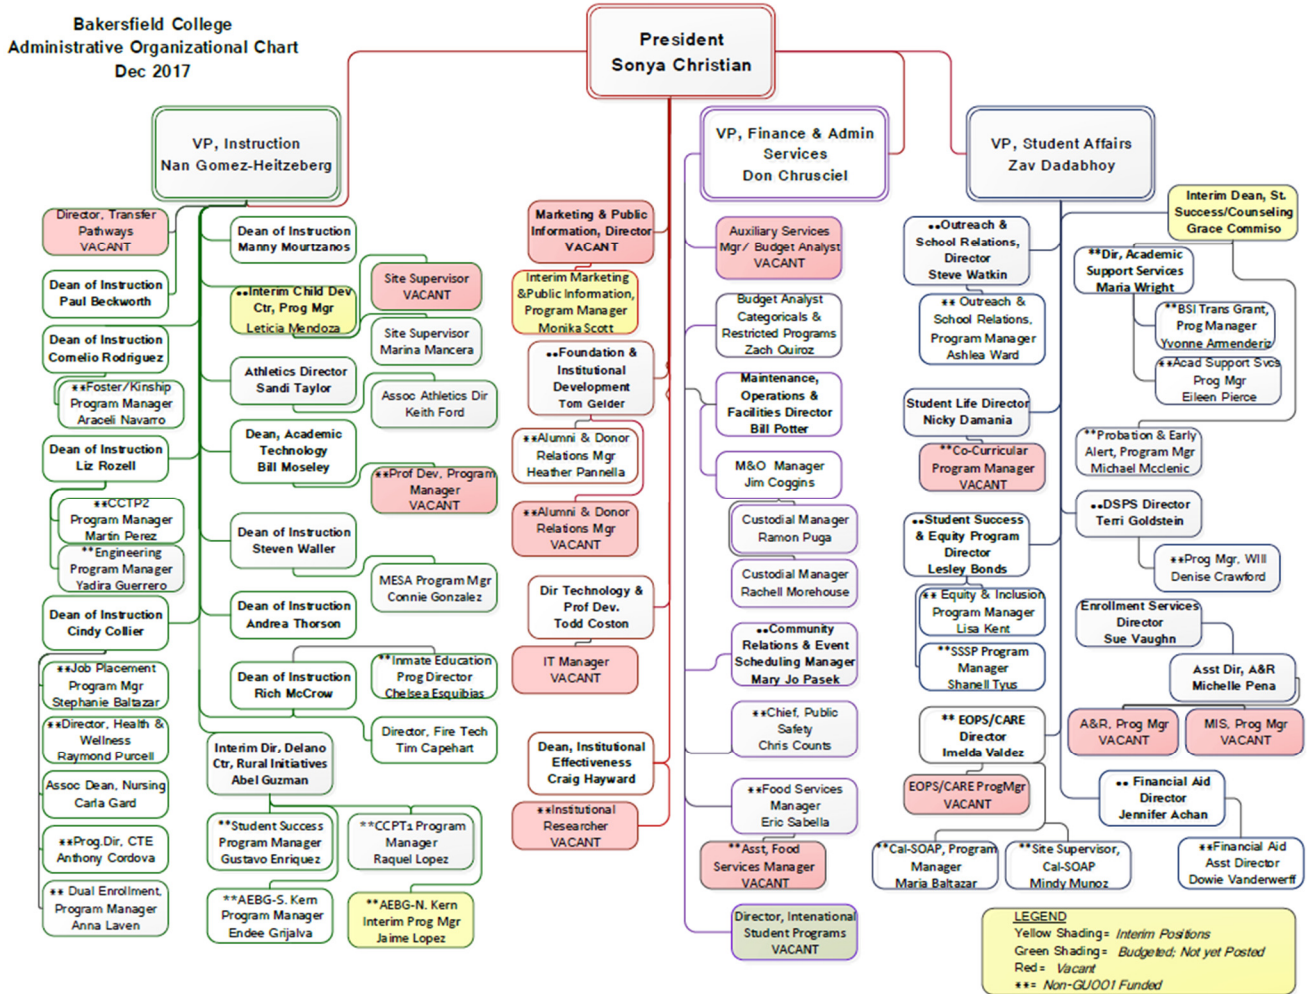 Bakersfield College
Administrative Organizational Chart
Dec 2017
President
Sonya Christian
VP, Instruction
Nan Gomez-Heitzeberg
VP, Finance & Admin
Services
Don Chrusciel
VP, Student Affairs
Zav Dadabhoy
Director, Transfer
Pathways
VACANT
Dean of Instruction
Paul Beckworth
Dean of Instruction
Cornelio Rodriguez
**Foster/Kinship
Program Manager
Araceli Navarro
Dean of Instruction
Liz Rozell
**CCTP2
Program Manager
Martin Perez
**Engineering
Program Manager
Yadira Guerrero
Dean of Instruction
Cindy Collier
**Job Placement
Program Mgr
Stephanie Baltazar
**Director, Health &
Wellness
Raymond Purcell
Assoc Dean, Nursing
Carla Gard
**Prog.Dir, CTE
Anthony Cordova
** Dual Enrollment,
Program Manager
Anna Laven
Dean of Instruction
Manny Mourtzanos
**Interim Child Dev
Ctr, Prog Mgr
Leticia Mendoza
Site Supervisor
VACANT
Site Supervisor
Marina Mancera
Athletics Director
Sandi Taylor
Assoc Athletics Dir
Keith Ford
Dean, Academic
Technology
Bill Moseley
**Prof Dev, Program
Manager
VACANT
Dean of Instruction
Steven Waller
MESA Program Mgr
Connie Gonzalez
Dean of Instruction
Andrea Thorson
Dean of Instruction
Rich McCrow
**Inmate Education
Prog Director
Chelsea Esquibias
Director, Fire Tech
Tim Capehart
Interim Dir, Delano
Ctr, Rural Initiatives
Abel Guzman
**Student Success
Program Manager
Gustavo Enriquez
**CCPT1 Program
Manager
Raquel Lopez
**AEBG-S. Kern
Program Manager
Endee Grijalva
**AEBG-N. Kern
Interim Prog Mgr
Jaime Lopez
Marketing & Public
Information, Director
VACANT
Interim Marketing
&Public Information,
Program Manager
Monika Scott
**Foundation &
Institutional
Development
Tom Gelder
**Alumni & Donor
Relations Mgr
Heather Pannella
**Alumni & Donor
Relations Mgr
VACANT
Dir Technology &
Prof Dev.
Todd Coston
IT Manager
VACANT
Dean, Institutional
Effectiveness
Craig Hayward
**Institutional
Researcher
VACANT
Auxiliary Services
Mgr/ Budget Analyst
VACANT
Budget Analyst
Categoricals &
Restricted Programs
Zach Quiroz
Maintenance,
Operations &
Facilities Director
Bill Potter
M&O Manager
Jim Coggins
Custodial Manager
Ramon Puga
Custodial Manager
Rachell Morehouse
**Community
Relations & Event
Scheduling Manager
Mary Jo Pasek
**Chief, Public
Safety
Chris Counts
**Food Services
Manager
Eric Sabella
**Asst, Food
Services Manager
VACANT
Director, Intenational
Student Programs
VACANT
**Outreach &
School Relations,
Director
Steve Watkin
** Outreach &
School Relations,
Program Manager
Ashlea Ward
Student Life Director
Nicky Damania
**Co-Curricular
Program Manager
VACANT
**Student Success
& Equity Program
Director
Lesley Bonds
** Equity & Inclusion
Program Manager
Lisa Kent
**SSSP Program
Manager
Shanell Tyus
** EOPS/CARE
Director
Imelda Valdez
EOPS/CARE ProgMgr
VACANT
**Cal-SOAP, Program
Manager
Maria Baltazar
**Site Supervisor,
Cal-SOAP
Mindy Munoz
Interim Dean, St.
Success/Counseling
Grace Commiso
**Dir, Academic
Support Services
Maria Wright
**BSI Trans Grant,
Prog Manager
Yvonne Armenderiz
**Acad Support Svcs
Prog Mgr
Eileen Pierce
**Probation & Early
Alert, Program Mgr
Michael Mcclenic
**DSPS Director
Terri Goldstein
**Prog Mgr, WIll
Denise Crawford
Enrollment Services
Director
Sue Vaughn
Asst Dir, A&R
Michelle Pena
A&R, Prog Mgr
VACANT
MIS, Prog Mgr
VACANT
** Financial Aid
Director
Jennifer Achan
**Financial Aid
Asst Director
Dowie Vanderwerff
LEGEND
Yellow Shading= Interim Positions
Green Shading= Budgeted; Not yet Posted
Red= Vacant
**= Non-GU001 Funded